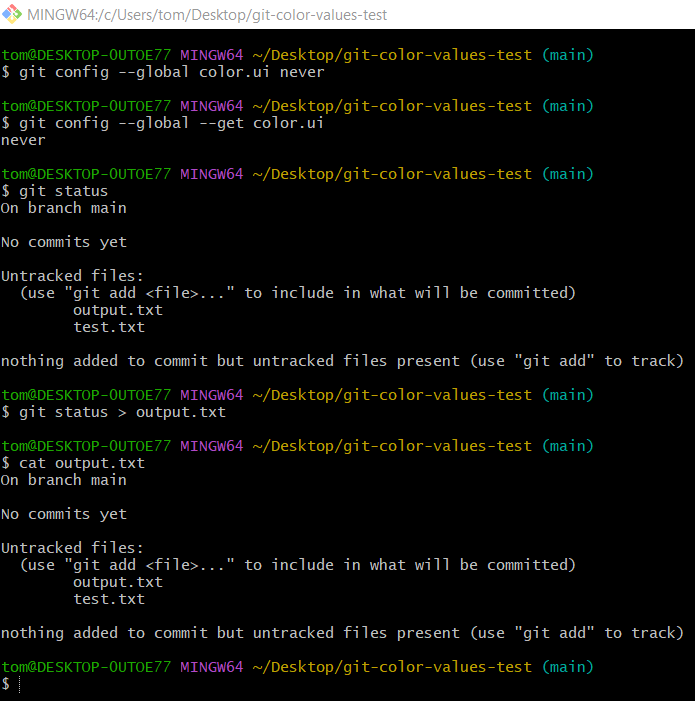 MINGW64:/c/Users/tom/Desktop/git-color-values-test
tom@DESKTOP-OUTOE77 MINGW64 ~/Desktop/git-color-values-test (main)
$ git config --global color.ui never
tom@DESKTOP-OUTOE77 MINGW64 ~/Desktop/git-color-values-test (main)
$ git config --global --get color.ui
never
tom@DESKTOP-OUTOE77 MINGW64 ~/Desktop/git-color-values-test (main)
$ git status
On branch main
No commits yet
Untracked files:
  (use "git add <file>..." to include in what will be committed)
        output.txt
        test.txt
nothing added to commit but untracked files present (use "git add" to track)
tom@DESKTOP-OUTOE77 MINGW64 ~/Desktop/git-color-values-test (main)
$ git status > output.txt
tom@DESKTOP-OUTOE77 MINGW64 ~/Desktop/git-color-values-test (main)
$ cat output.txt
On branch main
No commits yet
Untracked files:
  (use "git add <file>..." to include in what will be committed)
        output.txt
        test.txt
nothing added to commit but untracked files present (use "git add" to track)
tom@DESKTOP-OUTOE77 MINGW64 ~/Desktop/git-color-values-test (main)
$